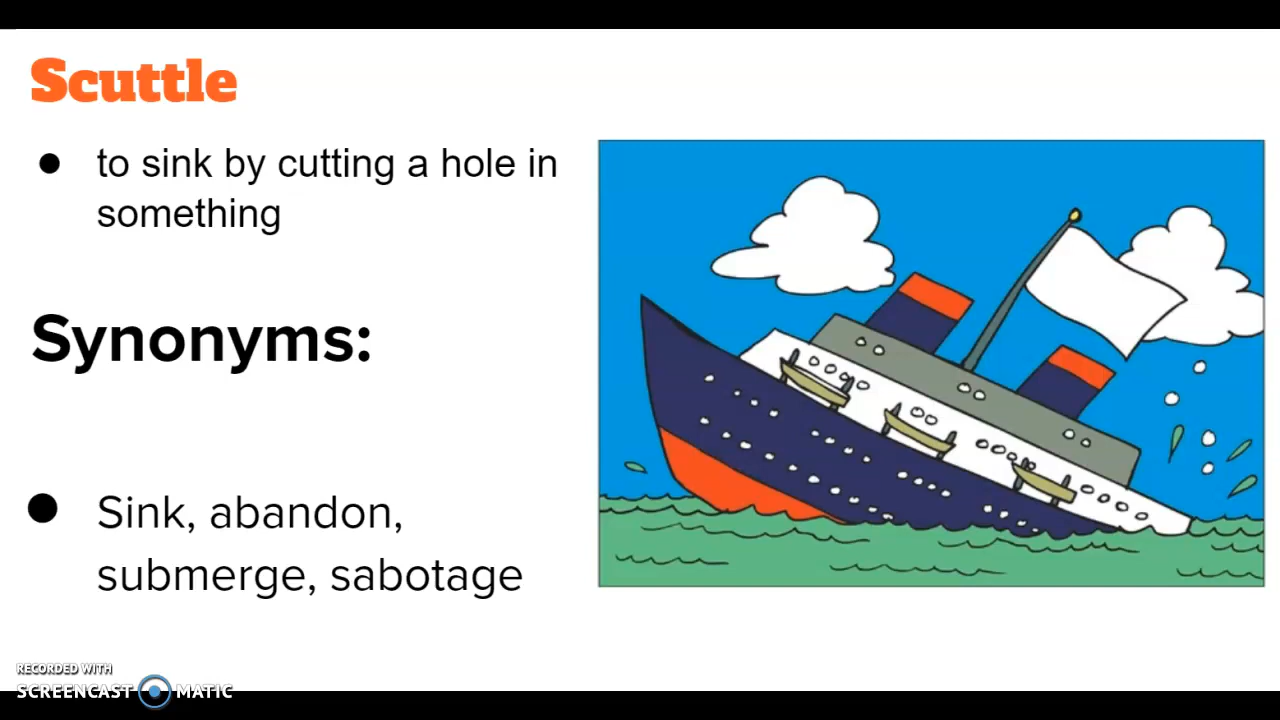 Scuttle
● to sink by cutting a hole in
something
Synonyms:
● Sink, abandon,
submerge, sabotage
RECORDED WITH
SCREENCAST MATIC